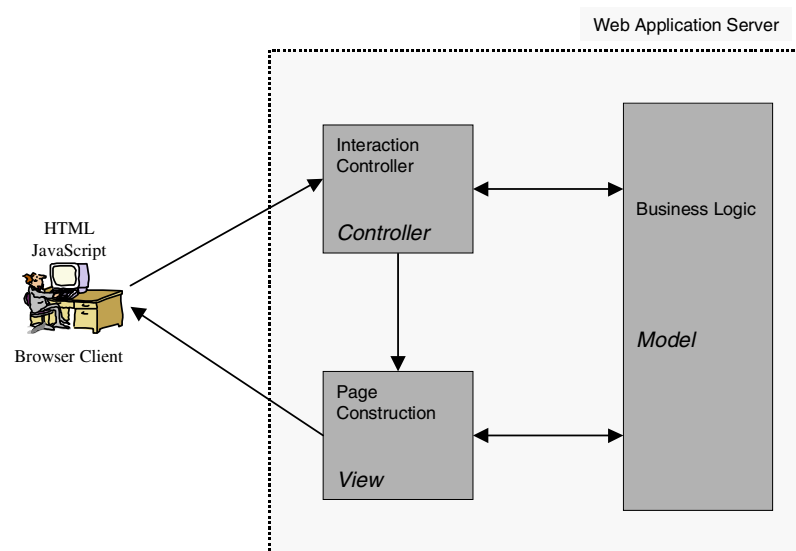 Web Application Server
Interaction
Controller
Controller
Business Logic
Model
HTML
JavaScript
Browser Client
Page
Construction
View